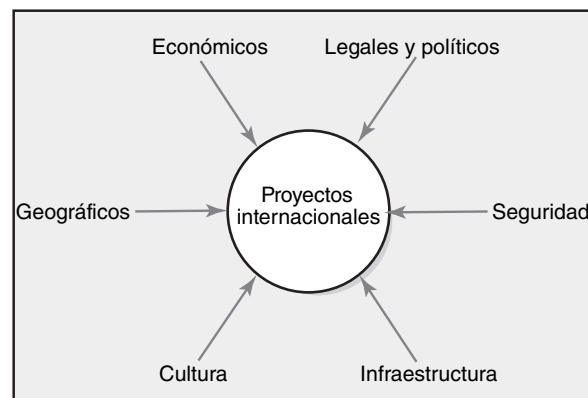 Económicos
Legales y políticos
Geográficos
Proyectos
internacionales
Seguridad
Cultura
Infraestructura